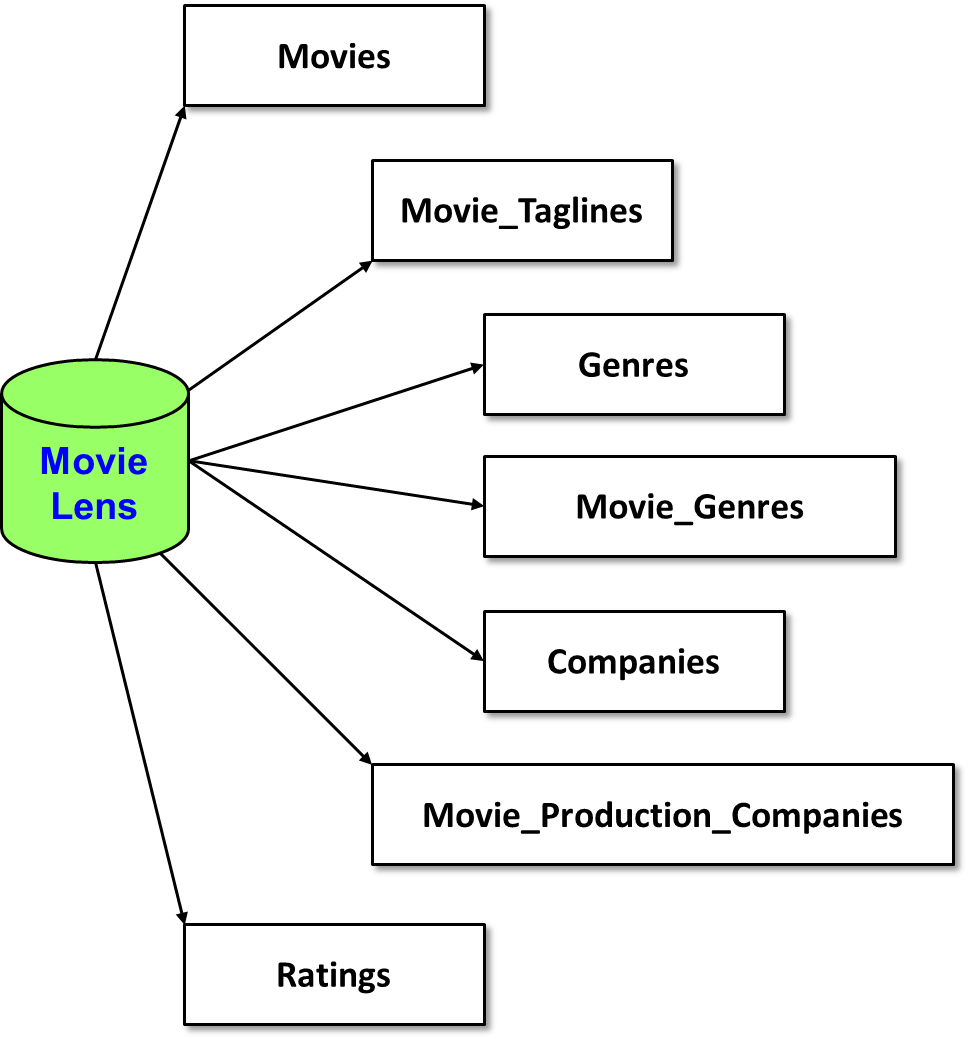 Movies
Movie_Taglines
Genres
Movie
Lens
Movie_Genres
Companies
Movie_Production_Companies
Ratings